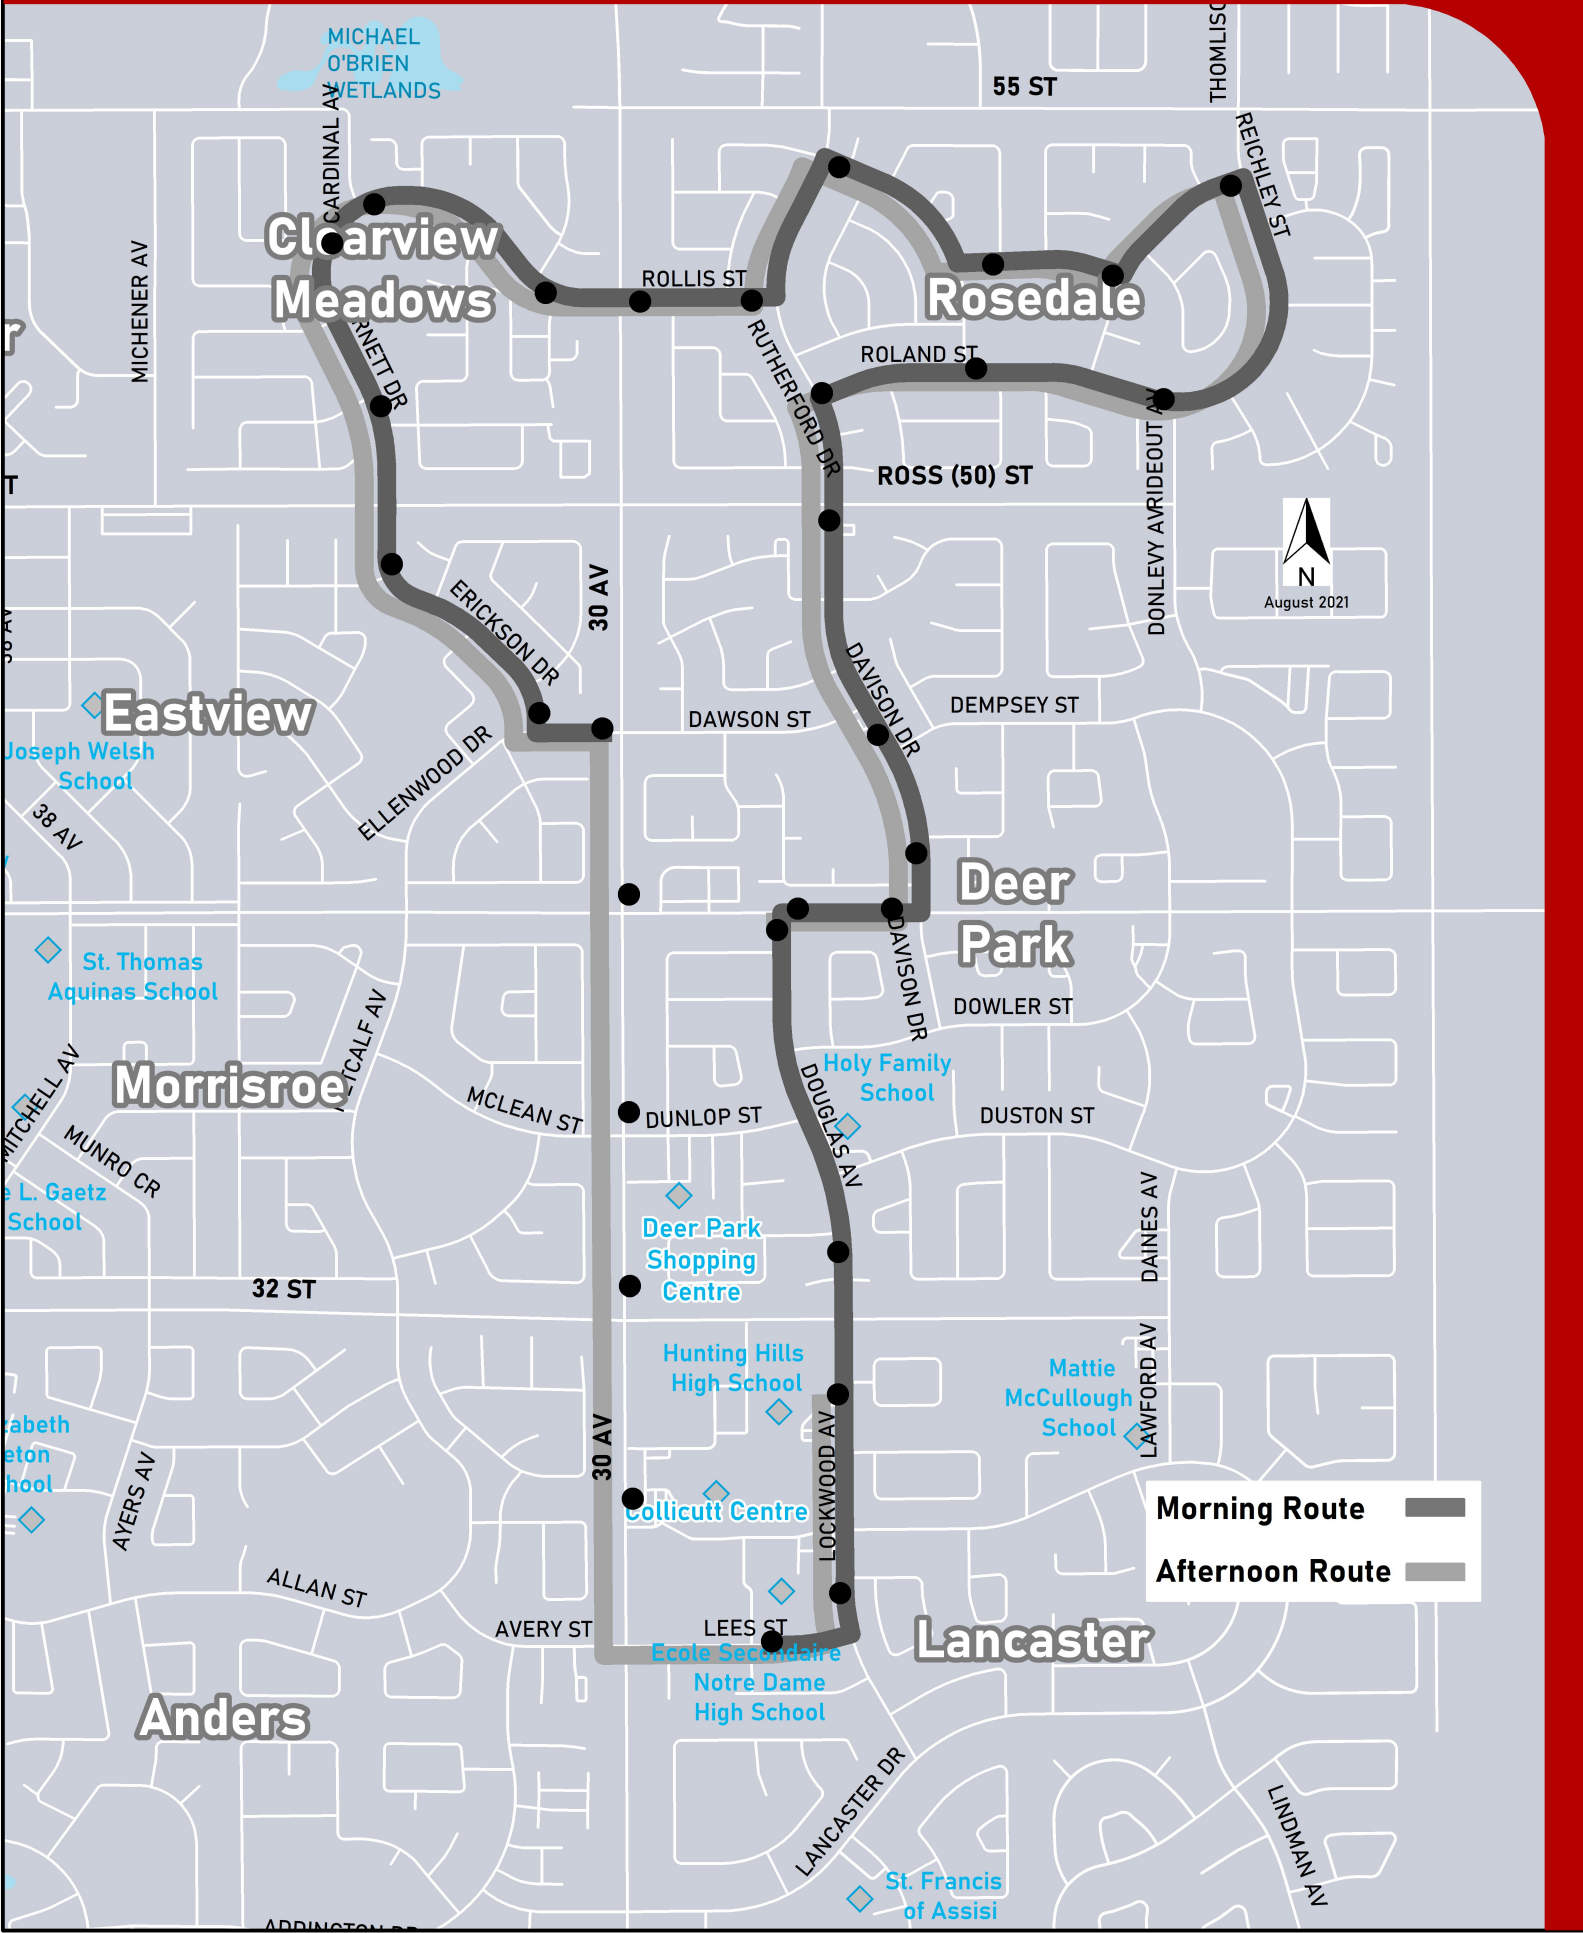 MICHAEL
O'BRIEN
WETLANDS
55 ST
CARDINAL AV
REICHLEY ST
MICHENER AV
Clearview
Meadows
ROLLIS ST
Rosedale
RUTHERFORD DR
ROLAND ST
ROSS (50) ST
RIDEOUT AV
DONLEVY AV
N
August 2021
30 AV
ERICKSON DR
DAVISON DR
DEMPSEY ST
DAWSON ST
Eastview
Joseph Welsh
School
ELLENWOOD DR
38 AV
Deer
Park
St. Thomas
Aquinas School
DAVISON DR
DOWLER ST
Holy Family
School
DOUGLAS AV
Morrisroe
MITCHELL AV
MUNRO CR
MCLEAN ST
DUNLOP ST
DUSTON ST
L. Gaetz
School
Deer Park
Shopping
Centre
DAINES AV
32 ST
Hunting Hills
High School
Mattie
McCullough
School
LAWFORD AV
30 AV
LOCKWOOD AV
Collicutt Centre
AYERS AV
Morning Route
Afternoon Route
ALLAN ST
AVERY ST
LEES ST
Ecole Secondaire
Notre Dame
High School
Lancaster
Anders
LANCASTER DR
LINDMAN AV
St. Francis
of Assisi